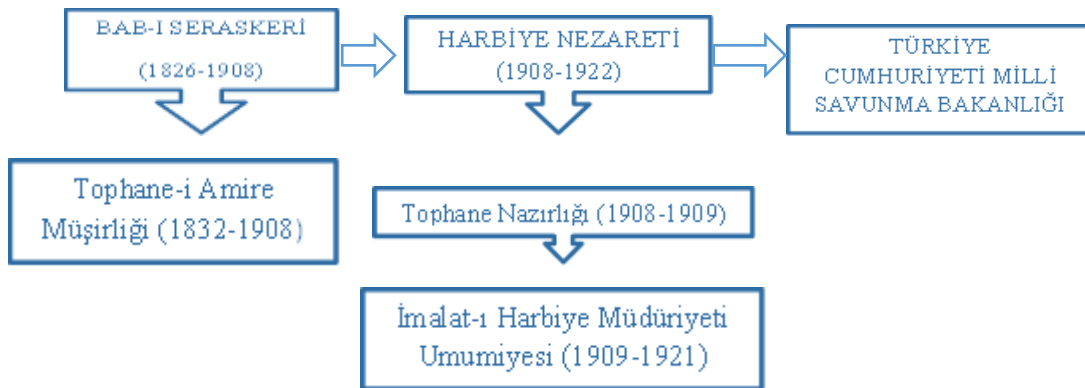 BAB-I SERASKERİ
(1826-1908)
HARBİYE NEZARETİ
(1908-1922)
TÜRKİYE
CUMHURİYETİ MİLLİ
SAVUNMA BAKANLIĞI
Tophane-i Amire
Müşirliği (1832-1908)
Tophane Nazırlığı (1908-1909)
İmalat-ı Harbiye Müdüriyeti
Umumiyesi (1909-1921)